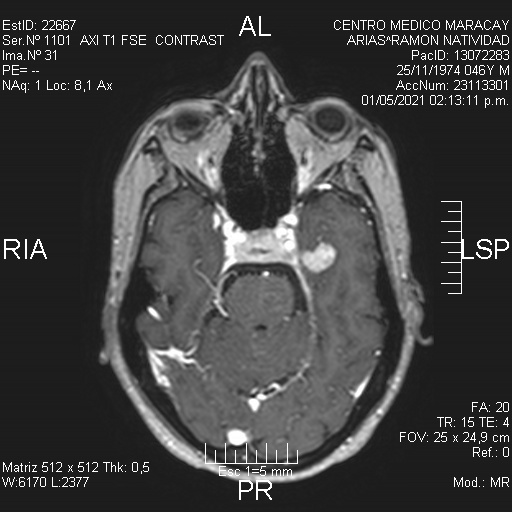 EstID: 22667
Ser.Nº 1101 AXI T1 FSE CONTRAST
Ima.Nº 31
PE= --
NAq: 1 Loc: 8,1 Ax
AL
CENTRO MEDICO MARACAY
ARIAS^RAMON NATIVIDAD
PacID: 13072283
25/11/1974 046Y M
AccNum: 23113301
01/05/2021 02:13:11 p.m.
RIA
LSP
Matriz 512 x 512 Thk: 0,5
W:6170 L:2377
Esc 1=5 mm
PR
FA: 20
TR: 15 TE: 4
FOV: 25 x 24,9 cm
Ref.: 0
Mod.: MR